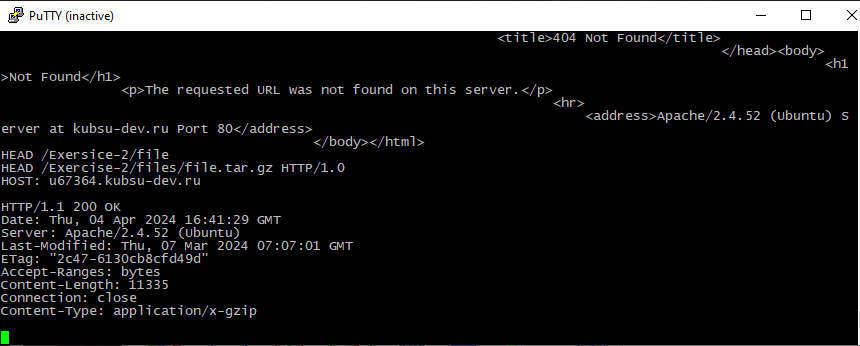 PuTTY (inactive)
<title>404 Not Found</title>
</head><body>
<h1
>Not Found</h1>
<p>The requested URL was not found on this server.</p>
<hr>
<address>Apache/2.4.52 (Ubuntu) S
erver at kubsu-dev.ru Port 80</address>
</body></html>
HEAD /Exersice-2/file
HEAD /Exercise-2/files/file.tar.gz HTTP/1.0
HOST: u67364.kubsu-dev.ru
HTTP/1.1 200 OK
Date: Thu, 04 Apr 2024 16:41:29 GMT
Server: Apache/2.4.52 (Ubuntu)
Last-Modified: Thu, 07 Mar 2024 07:07:01 GMT
ETag: "2c47-6130cb8cfd49d"
Accept-Ranges: bytes
Content-Length: 11335
Connection: close
Content-Type: application/x-gzip